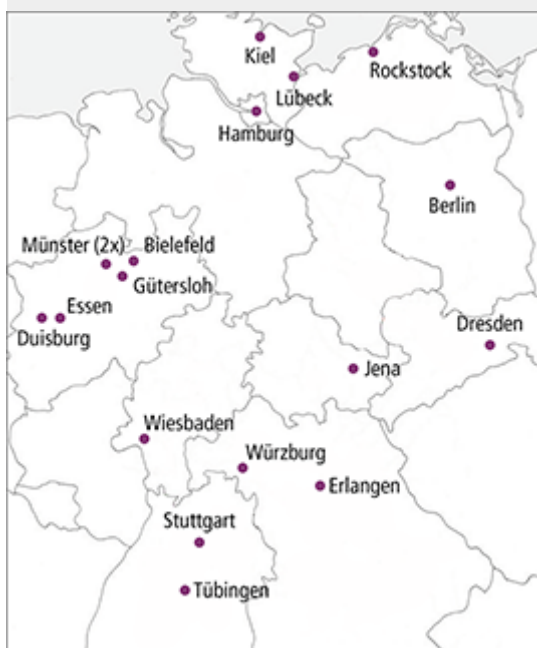 Kiel
Rockstock
Lübeck
Hamburg
Berlin
Münster (2x)
Bielefeld
Gütersloh
Essen
Duisburg
Dresden
Jena
Wiesbaden
Würzburg
Erlangen
Stuttgart
Tübingen